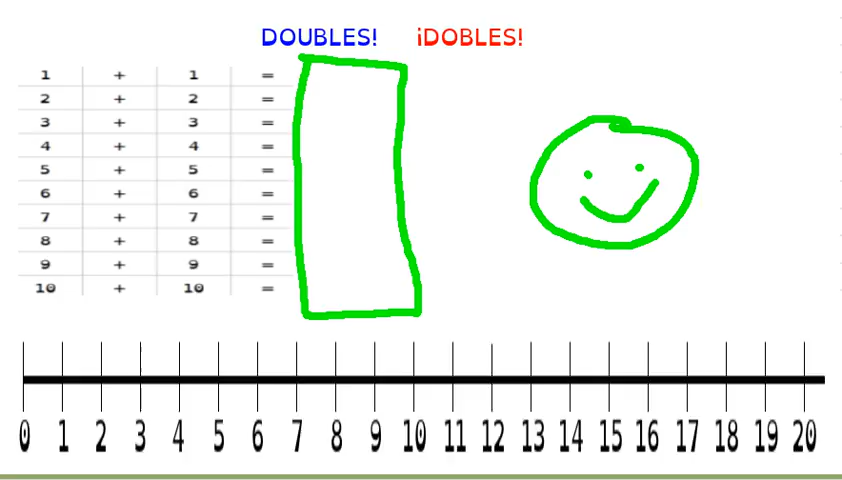 DOUBLES! ¡DOBLES!
1 + 1 =
2 + 2 =
3 + 3 =
4 + 4 =
5 + 5 =
6 + 6 =
7 + 7 =
8 + 8 =
9 + 9 =
10 + 10 =
0 1 2 3 4 5 6 7 8 9 10 11 12 13 14 15 16 17 18 19 20